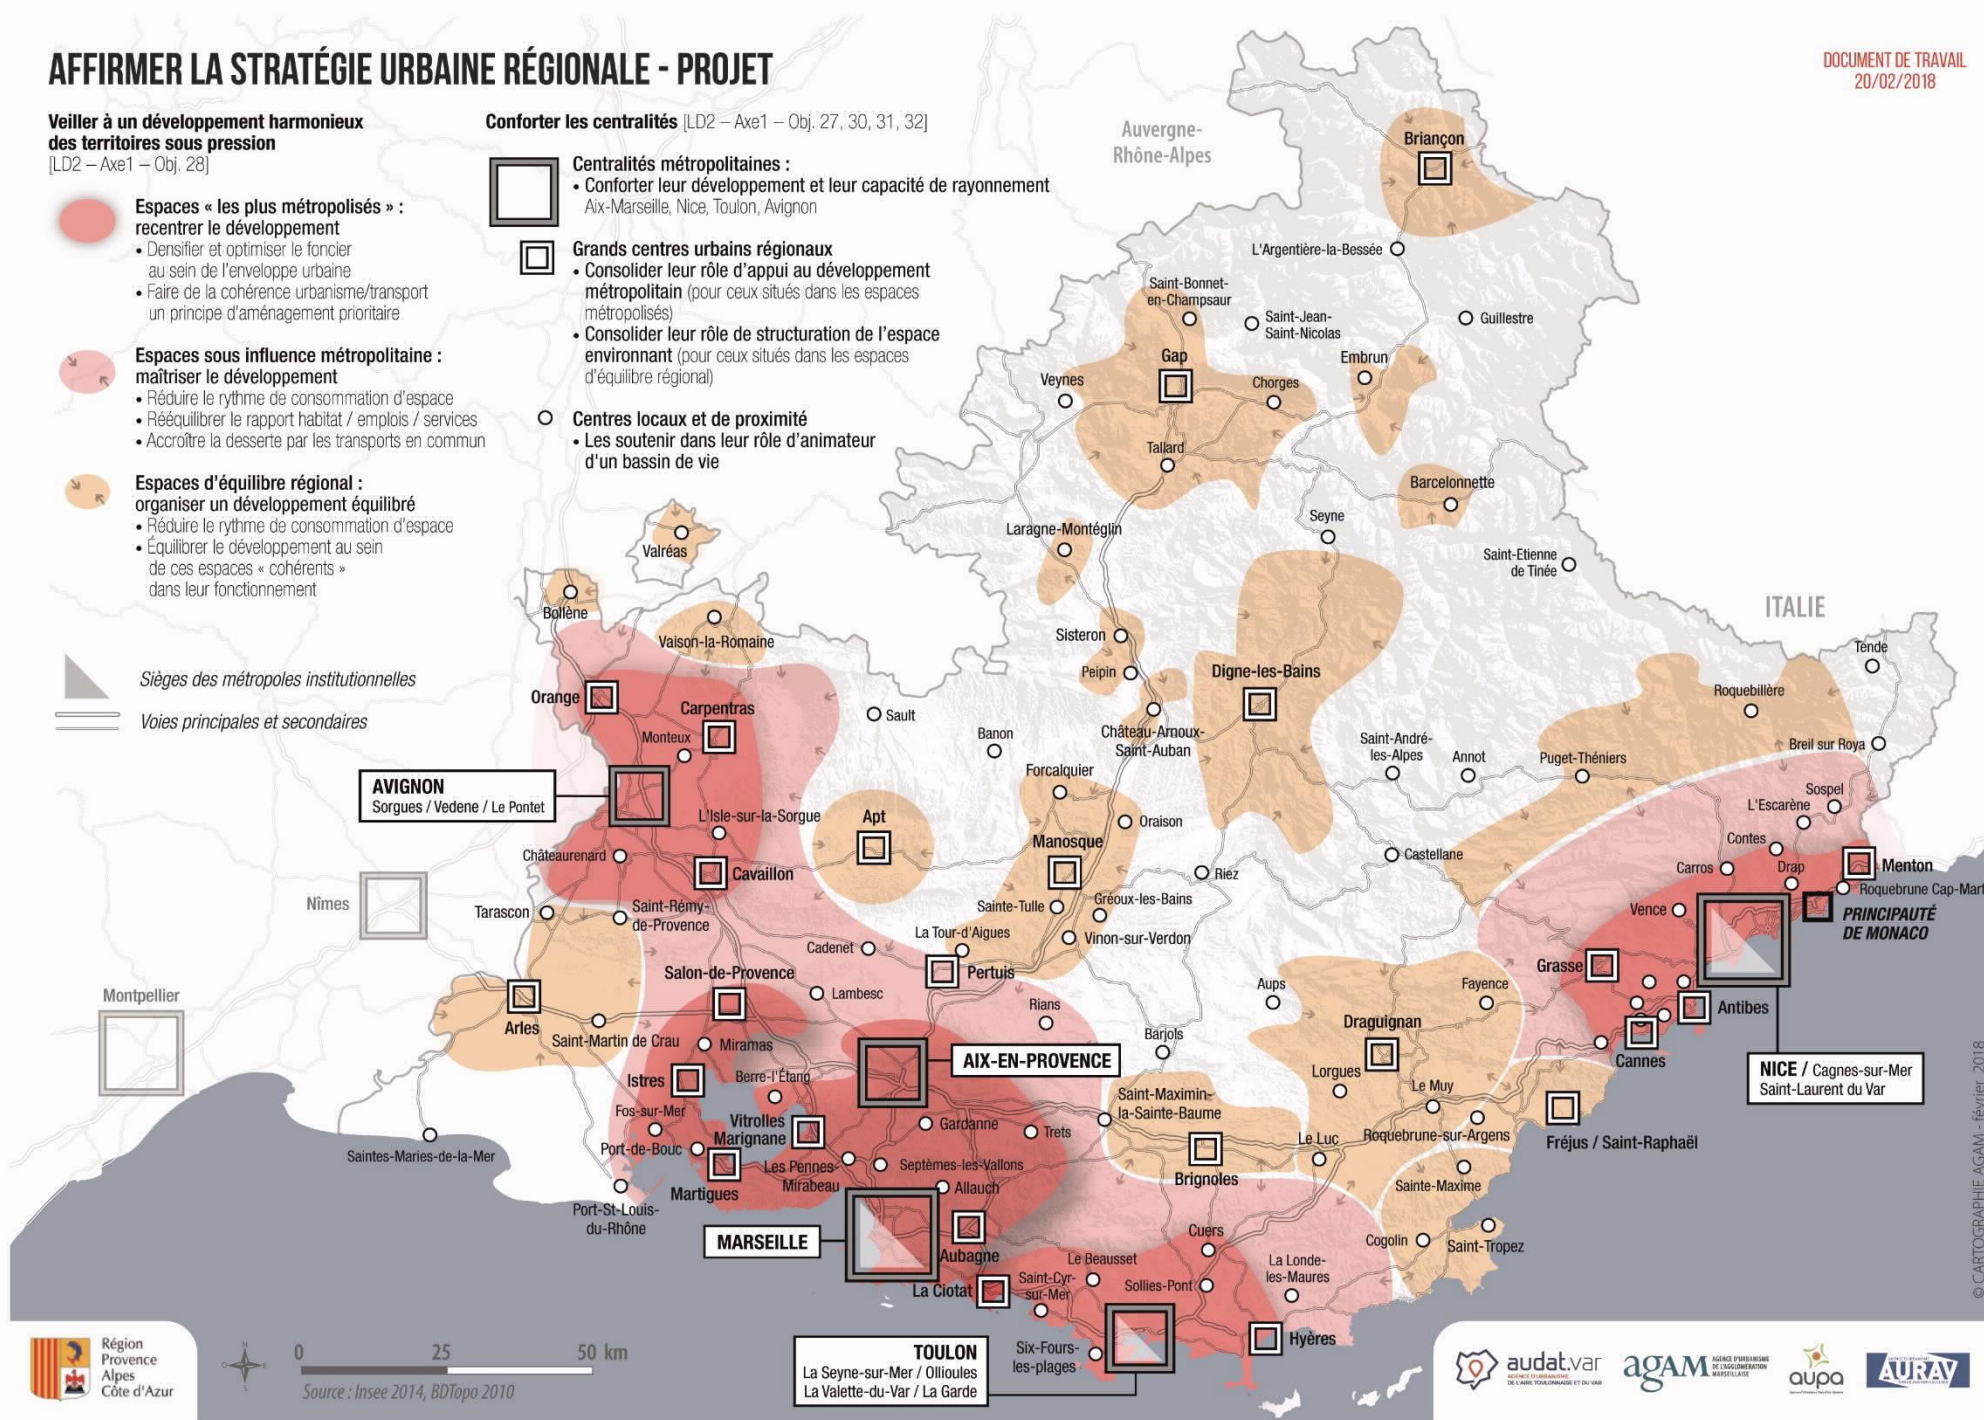 AFFIRMER LA STRATÉGIE URBAINE RÉGIONALE - PROJET
DOCUMENT DE TRAVAIL
20/02/2018
Veiller à un développement harmonieux
des territoires sous pression
[LD2 – Axe1 – Obj. 28]
Espaces « les plus métropolisés » :
recentrer le développement
• Densifier et optimiser le foncier
au sein de l'enveloppe urbaine
• Faire de la cohérence urbanisme/transport
un principe d'aménagement prioritaire
Espaces sous influence métropolitaine :
maîtriser le développement
• Réduire le rythme de consommation d'espace
• Rééquilibrer le rapport habitat / emplois / services
• Accroître la desserte par les transports en commun
Espaces d'équilibre régional :
organiser un développement équilibré
• Réduire le rythme de consommation d'espace
• Équilibrer le développement au sein
de ces espaces « cohérents »
dans leur fonctionnement
Sièges des métropoles institutionnelles
Voies principales et secondaires
Conforter les centralités [LD2 – Axe1 – Obj. 27, 30, 31, 32]
Centralités métropolitaines :
• Conforter leur développement et leur capacité de rayonnement
Aix-Marseille, Nice, Toulon, Avignon
Grands centres urbains régionaux
• Consolider leur rôle d'appui au développement
métropolitain (pour ceux situés dans les espaces
métropolisés)
• Consolider leur rôle de structuration de l'espace
environnant (pour ceux situés dans les espaces
d'équilibre régional)
Centres locaux et de proximité
• Les soutenir dans leur rôle d'animateur
d'un bassin de vie
Auvergne-
Rhône-Alpes
Briançon
L'Argentière-la-Bessée
Saint-Bonnet-
en-Champsaur
Saint-Jean-
Saint-Nicolas
Guillestre
Gap
Embrun
Veynes
Chorges
Tallard
Barcelonnette
Laragne-Montéglin
Seyne
Saint-Etienne
de Tinée
Valréas
Bollène
Vaison-la-Romaine
ITALIE
Sisteron
Tende
Peipin
Digne-les-Bains
Roquebillère
Orange
Carpentras
Sault
Monteux
Banon
Château-Arnoux-
Saint-Auban
Saint-André-
les-Alpes
Annot
Puget-Théniers
Breil sur Roya
AVIGNON
Sorgues / Vedene / Le Pontet
Forcalquier
Sospel
L'Escarène
L'Isle-sur-la-Sorgue
Apt
Oraison
Contes
Manosque
Châteaurenard
Castellane
Cavaillon
Riez
Carros
Drap
Menton
Roquebrune Cap-Mart
Nîmes
Tarascon
Saint-Rémy-
de-Provence
Sainte-Tulle
Gréoux-les-Bains
Vence
PRINCIPAUTÉ
DE MONACO
La Tour-d'Aigues
Vinon-sur-Verdon
Cadenet
Salon-de-Provence
Pertuis
Grasse
Montpellier
Lambesc
Aups
Fayence
Rians
Antibes
Arles
Draguignan
Saint-Martin de Crau
Miramas
Barjols
AIX-EN-PROVENCE
Cannes
NICE / Cagnes-sur-Mer
Saint-Laurent du Var
Istres
Berre-l'Étang
Lorgues
Le Muy
Saint-Maximin-
la-Sainte-Baume
Fos-sur-Mer
Vitrolles
Marignane
Gardanne
Trets
Roquebrune-sur-Argens
Fréjus / Saint-Raphaël
Le Luc
Saintes-Maries-de-la-Mer
Port-de-Bouc
Les Pennes-
Mirabeau
Septèmes-les-Vallons
Martigues
Allauch
Brignoles
Sainte-Maxime
Port-St-Louis-
du-Rhône
MARSEILLE
Aubagne
Cuers
Cogolin
Saint-Tropez
Le Beausset
La Londe-
les-Maures
La Ciotat
Saint-Cyr-
sur-Mer
Sollies-Pont
Hyères
TOULON
La Seyne-sur-Mer / Ollioules
La Valette-du-Var / La Garde
Six-Fours-
les-plages
Région
Provence
Alpes
Côte d'Azur
N
0 25 50 km
Source : Insee 2014, BDTopo 2010
audat.var
AGENCE D'URBANISME
DE L'AIRE TOULONNAISE ET DU VAR
agAM
AGENCE D'URBANISME
DE L'AGGLOMÉRATION
MARSEILLAISE
aupa
AURAV
© CARTOGRAPHIE AGAM - février 2018